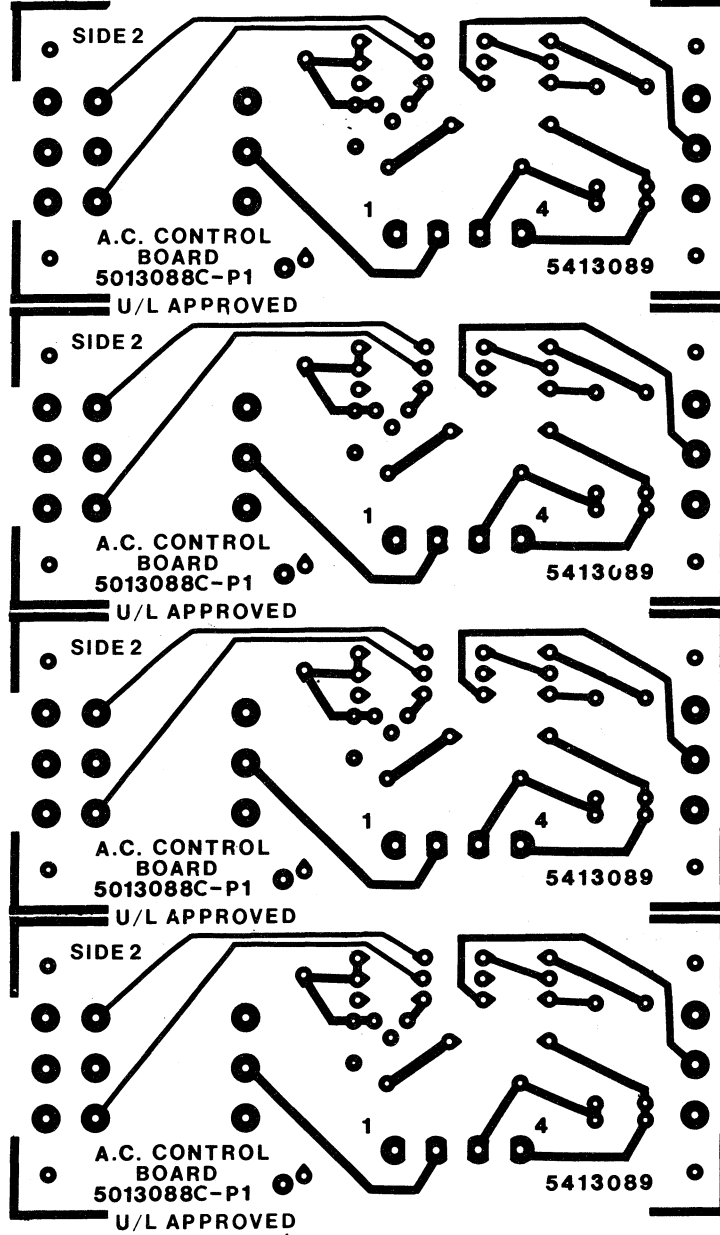 SIDE 2
1
4
A.C. CONTROL
BOARD
5013088C-P1
5413089
U/L APPROVED
SIDE 2
1
4
A.C. CONTROL
BOARD
5013088C-P1
5413089
U/L APPROVED
SIDE 2
1
4
A.C. CONTROL
BOARD
5013088C-P1
5413089
U/L APPROVED
SIDE 2
1
4
A.C. CONTROL
BOARD
5013088C-P1
5413089
U/L APPROVED